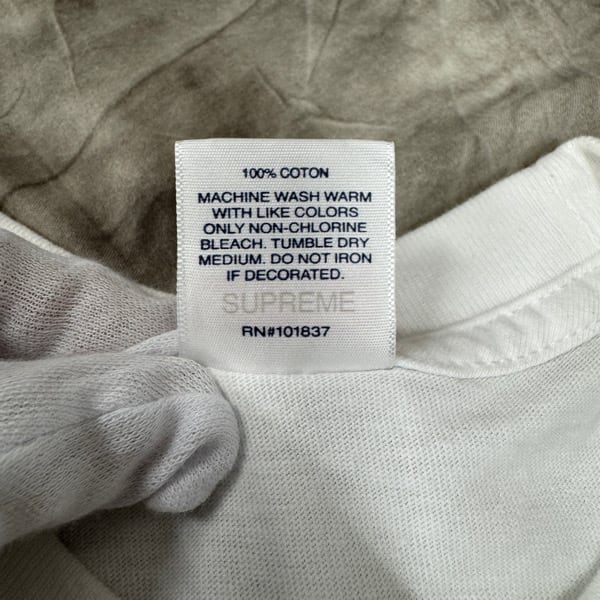 100% COTON
MACHINE WASH WARM
WITH LIKE COLORS
ONLY NON-CHLORINE
BLEACH. TUMBLE DRY
MEDIUM. DO NOT IRON
IF DECORATED.
SUPREME
RN#101837